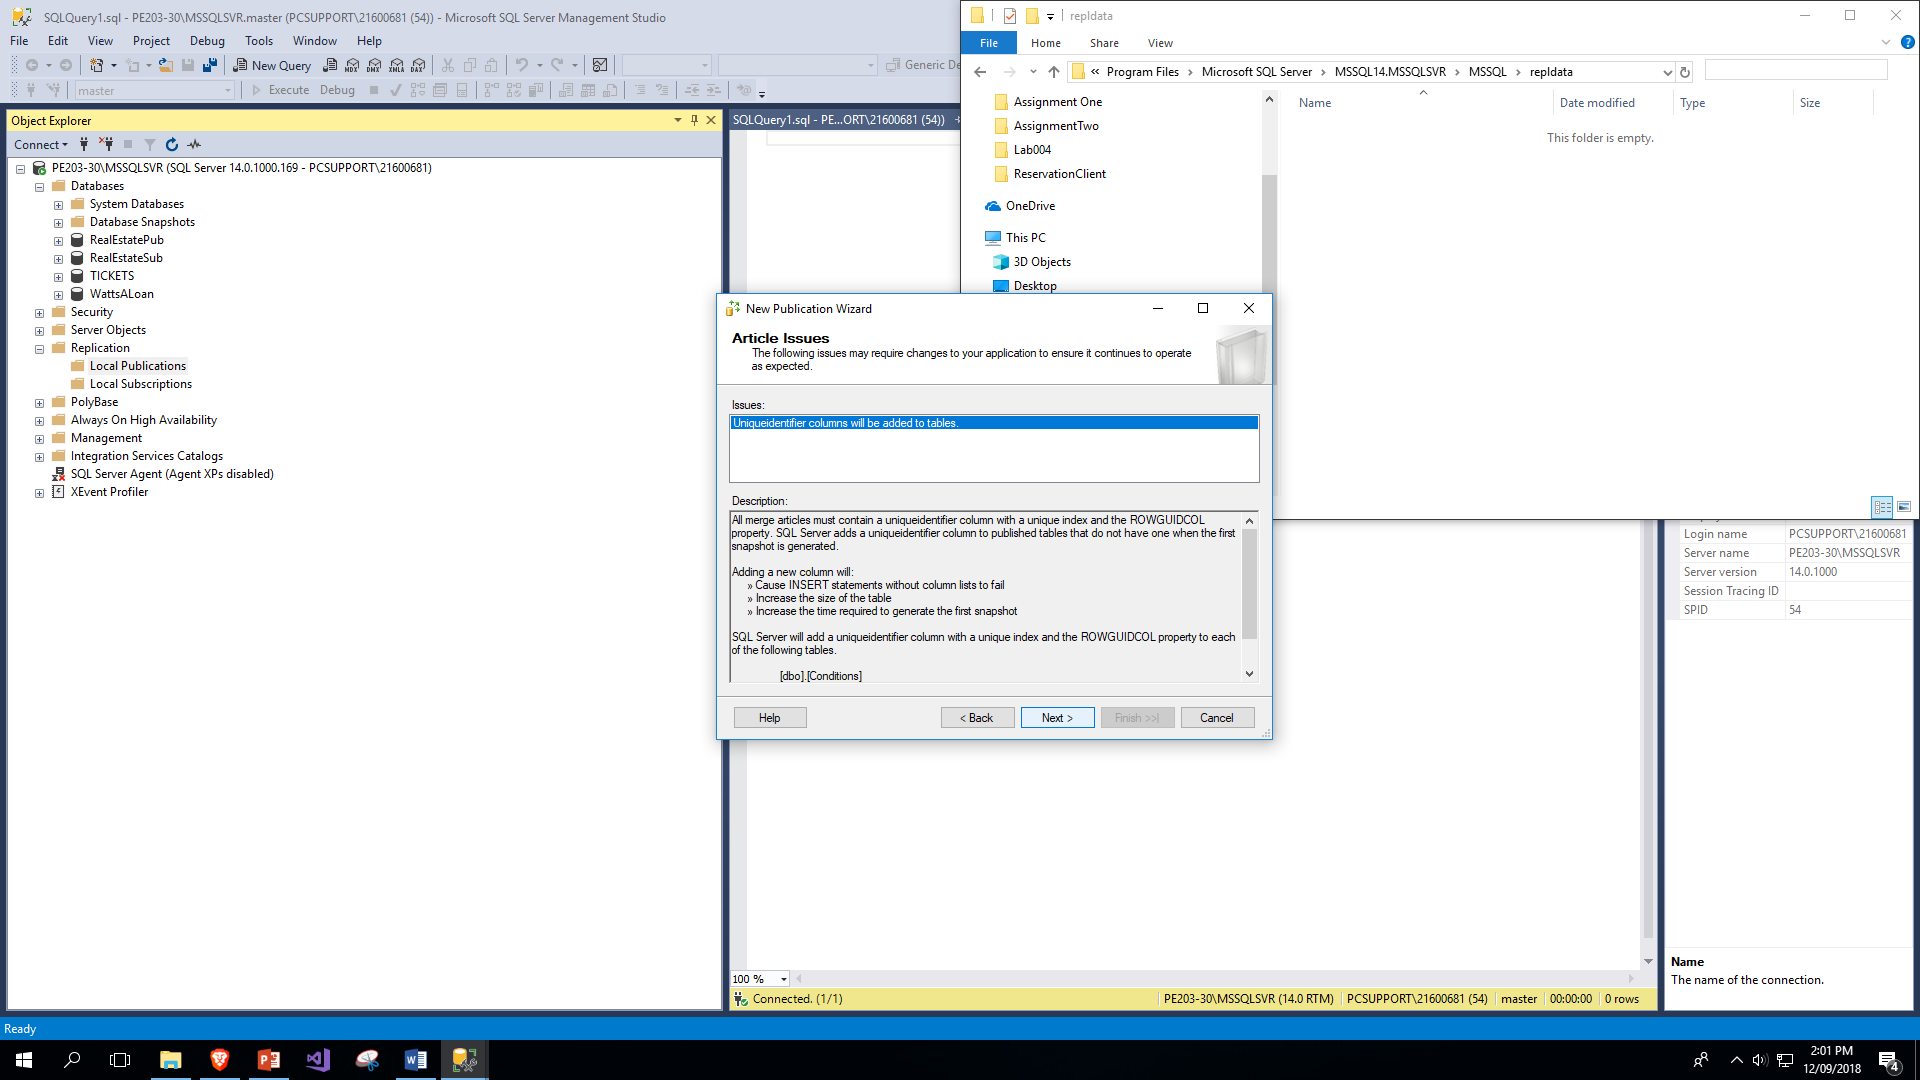 SQLQuery1.sql - PE203-30\MSSQLSVR.master (PCSUPPORT\21600681 (54)) - Microsoft SQL Server Management Studio
File Edit View Project Debug Tools Window Help
New Query
MDX DMX XMLA DAX
Generic De
master
Execute Debug
Object Explorer
Connect
PE203-30\MSSQLSVR (SQL Server 14.0.1000.169 - PCSUPPORT\21600681)
Databases
System Databases
Database Snapshots
RealEstatePub
RealEstateSub
TICKETS
WattsALoan
Security
Server Objects
Replication
Local Publications
Local Subscriptions
PolyBase
Always On High Availability
Management
Integration Services Catalogs
SQL Server Agent (Agent XPs disabled)
XEvent Profiler
SQLQuery1.sql - PE...ORT\21600681 (54))
repldata
File Home Share View
« Program Files > Microsoft SQL Server > MSSQL14.MSSQLSVR > MSSQL > repldata
Assignment One
AssignmentTwo
Lab004
ReservationClient
OneDrive
This PC
3D Objects
Desktop
Name Date modified Type Size
This folder is empty.
New Publication Wizard
Article Issues
The following issues may require changes to your application to ensure it continues to operate
as expected.
Issues:
Uniqueidentifier columns will be added to tables.
Description:
All merge articles must contain a uniqueidentifier column with a unique index and the ROWGUIDCOL
property. SQL Server adds a uniqueidentifier column to published tables that do not have one when the first
snapshot is generated.
Adding a new column will:
» Cause INSERT statements without column lists to fail
» Increase the size of the table
» Increase the time required to generate the first snapshot
SQL Server will add a uniqueidentifier column with a unique index and the ROWGUIDCOL property to each
of the following tables.
[dbo].[Conditions]
Help < Back Next > Finish >>| Cancel
Login name PCSUPPORT\21600681
Server name PE203-30\MSSQLSVR
Server version 14.0.1000
Session Tracing ID
SPID 54
Name
The name of the connection.
100 %
Connected. (1/1) PE203-30\MSSQLSVR (14.0 RTM) PCSUPPORT\21600681 (54) master 00:00:00 0 rows
Ready
2:01 PM
12/09/2018
4